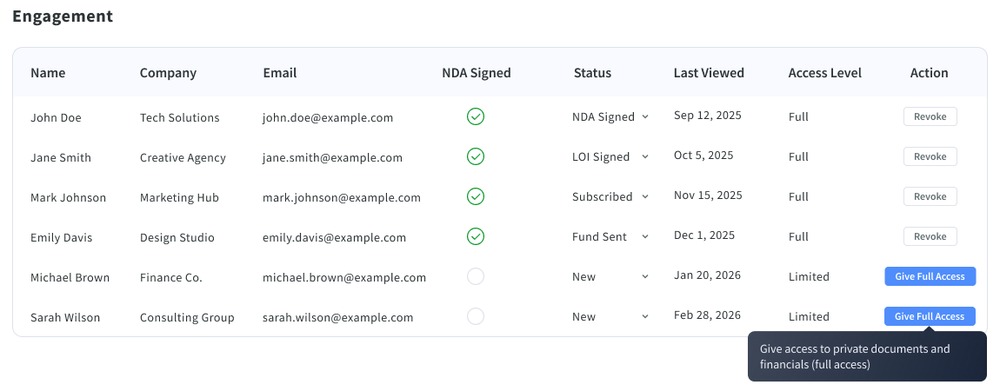 Engagement
Name Company Email NDA Signed Status Last Viewed Access Level Action
John Doe Tech Solutions john.doe@example.com NDA Signed Sep 12, 2025 Full Revoke
Jane Smith Creative Agency jane.smith@example.com LOI Signed Oct 5, 2025 Full Revoke
Mark Johnson Marketing Hub mark.johnson@example.com Subscribed Nov 15, 2025 Full Revoke
Emily Davis Design Studio emily.davis@example.com Fund Sent Dec 1, 2025 Full Revoke
Michael Brown Finance Co. michael.brown@example.com New Jan 20, 2026 Limited Give Full Access
Sarah Wilson Consulting Group sarah.wilson@example.com New Feb 28, 2026 Limited Give Full Access
Give access to private documents and
financials (full access)